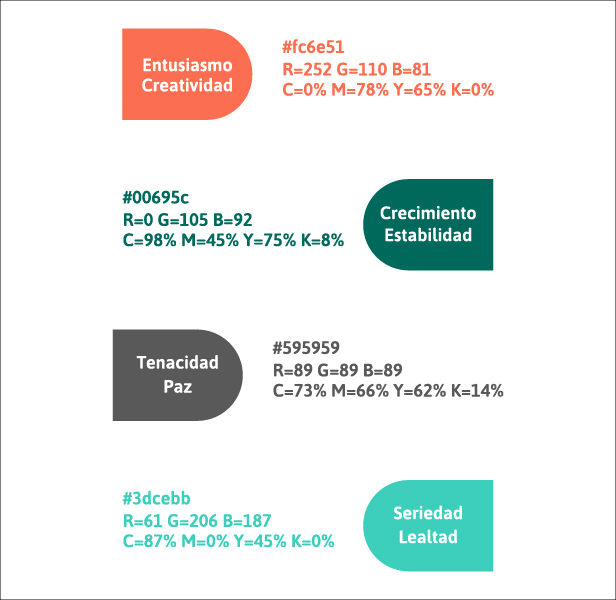 Entusiasmo
Creatividad
#fc6e51
R=252 G=110 B=81
C=0% M=78% Y=65% K=0%
#00695c
R=0 G=105 B=92
C=98% M=45% Y=75% K=8%
Crecimiento
Estabilidad
Tenacidad
Paz
#595959
R=89 G=89 B=89
C=73% M=66% Y=62% K=14%
#3dcebb
R=61 G=206 B=187
C=87% M=0% Y=45% K=0%
Seriedad
Lealtad